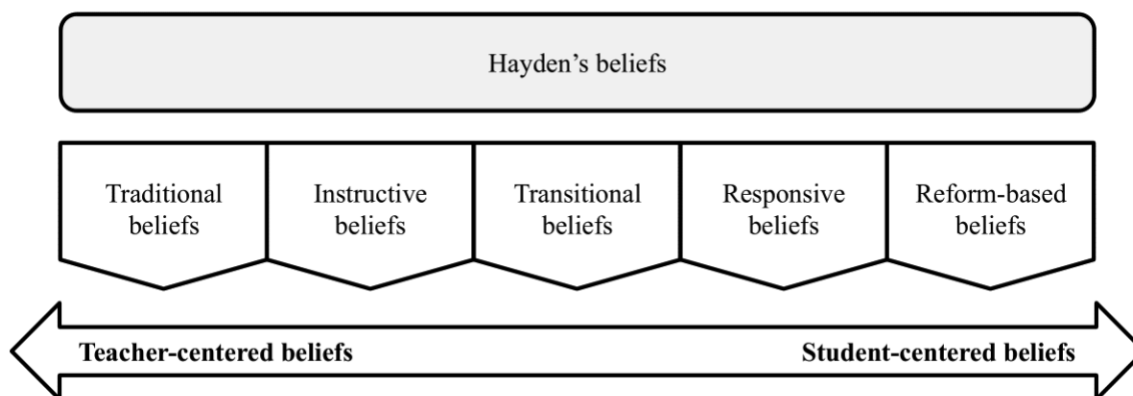 Hayden’s beliefs
Traditional
beliefs
Instructive
beliefs
Transitional
beliefs
Responsive
beliefs
Reform-based
beliefs
Teacher-centered beliefs
Student-centered beliefs